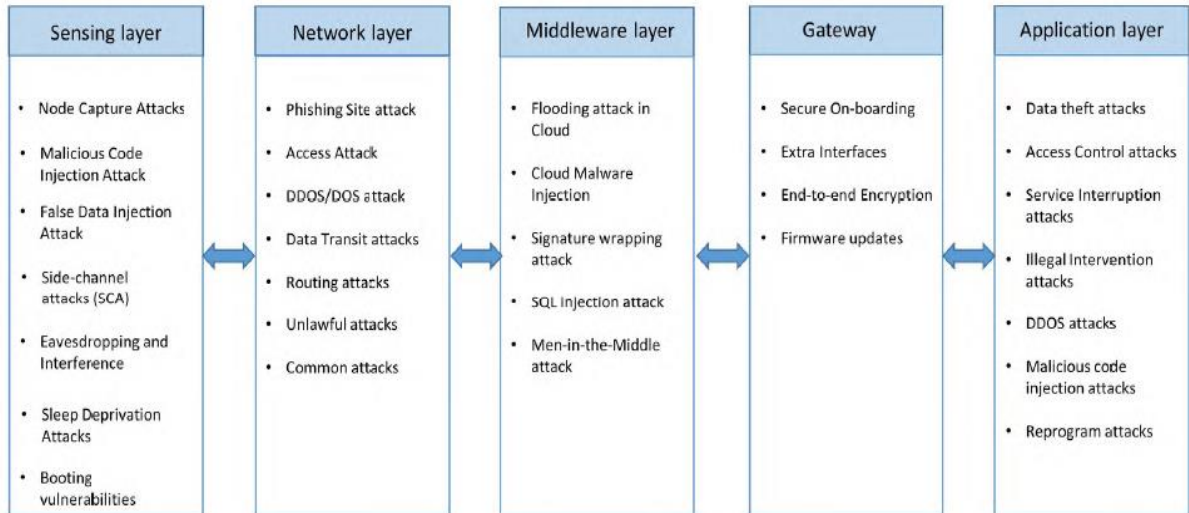 Sensing layer
Node Capture Attacks
Malicious Code
Injection Attack
False Data Injection
Attack
Side-channel
attacks (SCA)
Eavesdropping and
Interference
Sleep Deprivation
Attacks
Booting
vulnerabilities
Network layer
Phishing Site attack
Access Attack
DDOS/DOS attack
Data Transit attacks
Routing attacks
Unlawful attacks
Common attacks
Middleware layer
Flooding attack in
Cloud
Cloud Malware
Injection
Signature wrapping
attack
SQL Injection attack
Men-in-the-Middle
attack
Gateway
Secure On-boarding
Extra Interfaces
End-to-end Encryption
Firmware updates
Application layer
Data theft attacks
Access Control attacks
Service Interruption
attacks
Illegal Intervention
attacks
DDOS attacks
Malicious code
injection attacks
Reprogram attacks